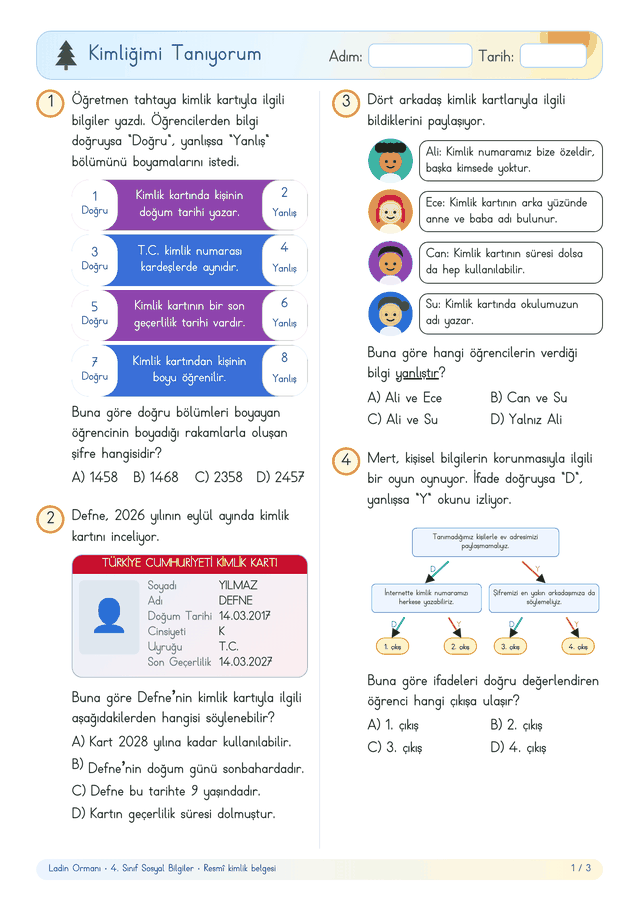 Kimliğimi Tanıyorum
Adım:
Tarih:
1
Öğretmen tahtaya kimlik kartıyla ilgili
bilgiler yazdı. Öğrencilerden bilgi
doğruysa "Doğru", yanlışsa "Yanlış"
bölümünü boyamalarını istedi.
1
Doğru
Kimlik kartında kişinin
doğum tarihi yazar.
2
Yanlış
3
Doğru
T.C. kimlik numarası
kardeşlerde aynıdır.
4
Yanlış
5
Doğru
Kimlik kartının bir son
geçerlilik tarihi vardır.
6
Yanlış
7
Doğru
Kimlik kartından kişinin
boyu öğrenilir.
8
Yanlış
Buna göre doğru bölümleri boyayan
öğrencinin boyadığı rakamlarla oluşan
şifre hangisidir?
A) 1458 B) 1468 C) 2358 D) 2457
2
Defne, 2026 yılının eylül ayında kimlik
kartını inceliyor.
TÜRKİYE CUMHURİYETİ KİMLİK KARTI
Soyadı YILMAZ
Adı DEFNE
Doğum Tarihi 14.03.2017
Cinsiyeti K
Uyruğu T.C.
Son Geçerlilik 14.03.2027
Buna göre Defne'nin kimlik kartıyla ilgili
aşağıdakilerden hangisi söylenebilir?
A) Kart 2028 yılına kadar kullanılabilir.
B) Defne'nin doğum günü sonbahardadır.
C) Defne bu tarihte 9 yaşındadır.
D) Kartın geçerlilik süresi dolmuştur.
3
Dört arkadaş kimlik kartlarıyla ilgili
bildiklerini paylaşıyor.
Ali: Kimlik numaramız bize özeldir,
başka kimsede yoktur.
Ece: Kimlik kartının arka yüzünde
anne ve baba adı bulunur.
Can: Kimlik kartının süresi dolsa
da hep kullanılabilir.
Su: Kimlik kartında okulumuzun
adı yazar.
Buna göre hangi öğrencilerin verdiği
bilgi yanlıştır?
A) Ali ve Ece B) Can ve Su
C) Ali ve Su D) Yalnız Ali
4
Mert, kişisel bilgilerin korunmasıyla ilgili
bir oyun oynuyor. İfade doğruysa "D",
yanlışsa "Y" okunu izliyor.
Tanımadığımız kişilerle ev adresimizi
paylaşmamalıyız.
D
Y
İnternette kimlik numaramızı
herkese yazabiliriz.
Şifremizi en yakın arkadaşımıza da
söylemeliyiz.
D
Y
D
Y
1. çıkış
2. çıkış
3. çıkış
4. çıkış
Buna göre ifadeleri doğru değerlendiren
öğrenci hangi çıkışa ulaşır?
A) 1. çıkış B) 2. çıkış
C) 3. çıkış D) 4. çıkış
Ladin Ormanı • 4. Sınıf Sosyal Bilgiler • Resmî kimlik belgesi
1 / 3